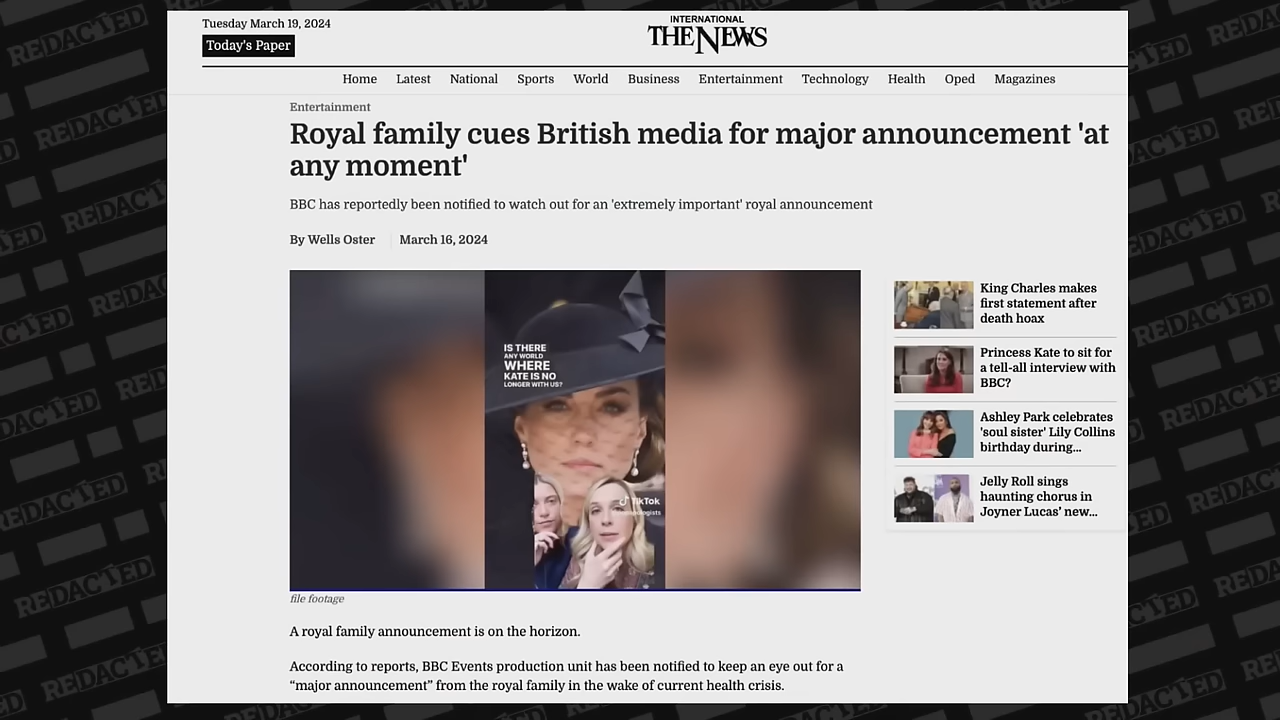 Tuesday March 19, 2024
Today's Paper
INTERNATIONAL
THE NEWS
Home Latest National Sports World Business Entertainment Technology Health Oped Magazines
Entertainment
Royal family cues British media for major announcement 'at
any moment'
BBC has reportedly been notified to watch out for an 'extremely important' royal announcement
By Wells Oster March 16, 2024
IS THERE
ANY WORLD
WHERE
KATE IS NO
LONGER WITH US?
TikTok
file footage
A royal family announcement is on the horizon.
According to reports, BBC Events production unit has been notified to keep an eye out for a
“major announcement” from the royal family in the wake of current health crisis.
King Charles makes
first statement after
death hoax
Princess Kate to sit for
a tell-all interview with
BBC?
Ashley Park celebrates
'soul sister' Lily Collins
birthday during...
Jelly Roll sings
haunting chorus in
Joyner Lucas’ new...
REDACTED
REDACTED
REDACTED
REDACTED
REDACTED
REDACTED